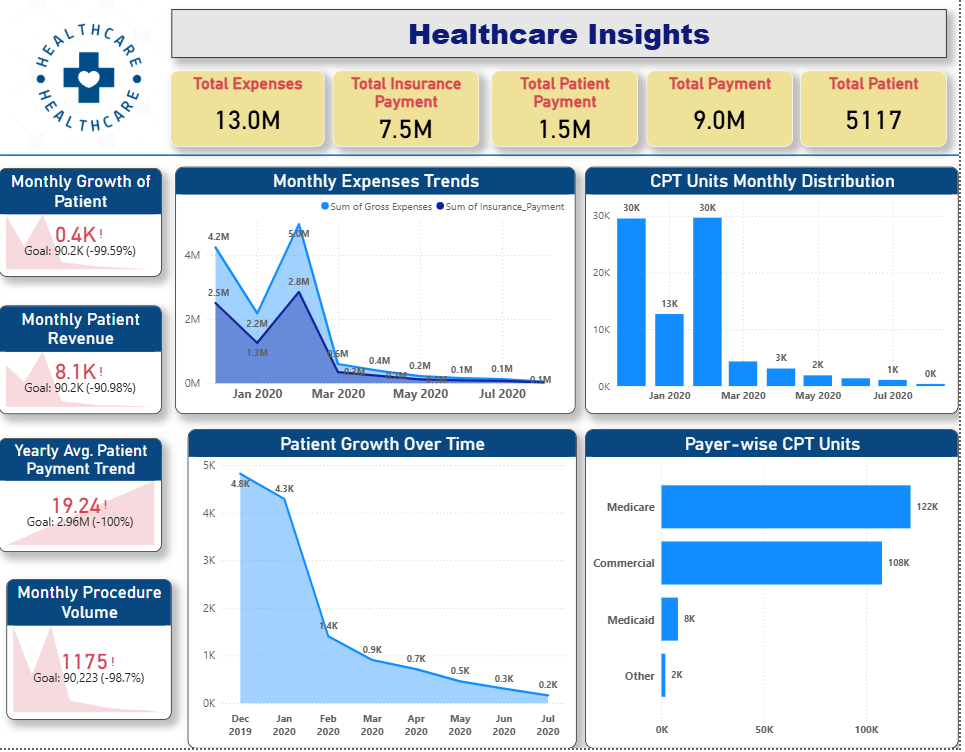 HEALTHCARE
HEALTHCARE
Healthcare Insights
Total Expenses
13.0M
Total Insurance
Payment
7.5M
Total Patient
Payment
1.5M
Total Payment
9.0M
Total Patient
5117
Monthly Growth of
Patient
0.4K!
Goal: 90.2K (-99.59%)
Monthly Patient
Revenue
8.1K!
Goal: 90.2K (-90.98%)
Yearly Avg. Patient
Payment Trend
19.24!
Goal: 2.96M (-100%)
Monthly Procedure
Volume
1175!
Goal: 90,223 (-98.7%)
Monthly Expenses Trends
Sum of Gross Expenses Sum of Insurance_Payment
4M
2M
0M
4.2M
2.2M
5.0M
0.6M
0.4M
0.2M
0.1M
0.1M
0.1M
2.5M
1.3M
2.8M
Jan 2020 Mar 2020 May 2020 Jul 2020
CPT Units Monthly Distribution
30K
20K
10K
0K
30K
13K
30K
3K
2K
1K
0K
Jan 2020 Mar 2020 May 2020 Jul 2020
Patient Growth Over Time
5K
4K
3K
2K
1K
0K
4.8K
4.3K
1.4K
0.9K
0.7K
0.5K
0.3K
0.2K
Dec Jan Feb Mar Apr May Jun Jul
2019 2020 2020 2020 2020 2020 2020 2020
Payer-wise CPT Units
Medicare 122K
Commercial 108K
Medicaid 8K
Other 2K
0K 50K 100K